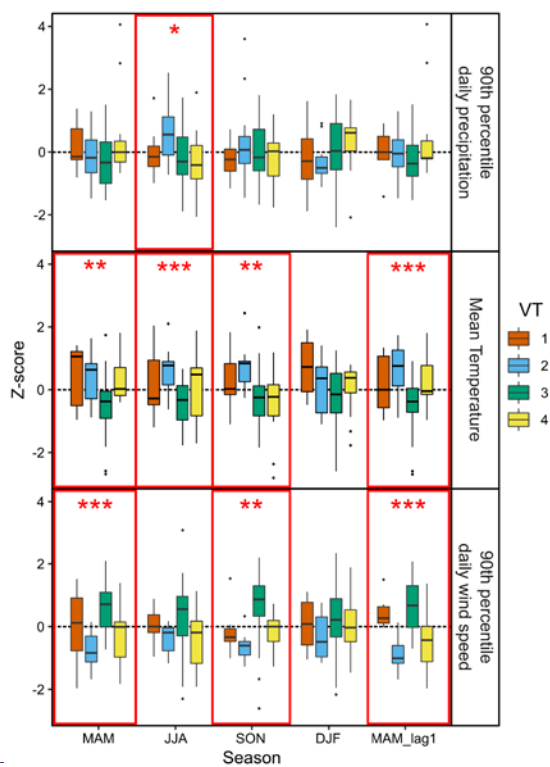 4
2
0
-2
*
90th percentile
daily precipitation
4
2
0
-2
**
***
**
***
Mean Temperature
Z-score
4
2
0
-2
***
**
***
90th percentile
daily wind speed
MAM
JJA
SON
DJF
MAM_lag1
Season
VT
1
2
3
4